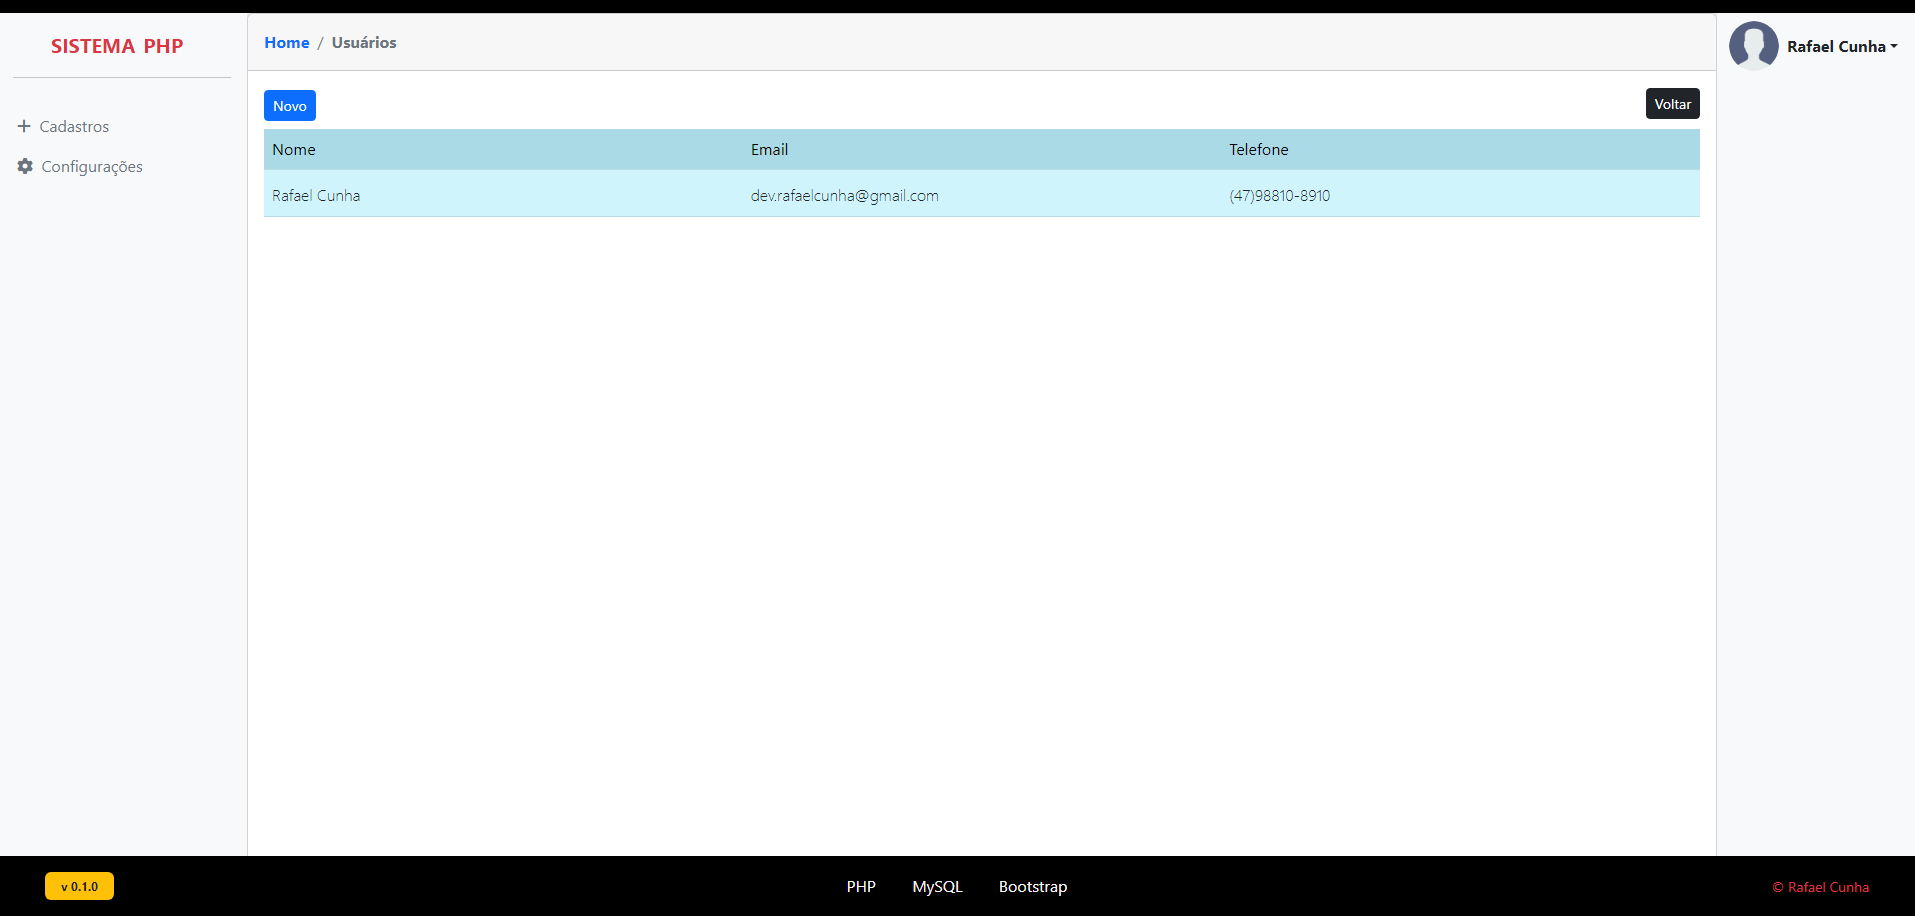 SISTEMA PHP
Cadastros
Configurações
Home / Usuários
Rafael Cunha
Novo
Voltar
Nome Email Telefone
Rafael Cunha dev.rafaelcunha@gmail.com (47)98810-8910
v 0.1.0
PHP MySQL Bootstrap
© Rafael Cunha